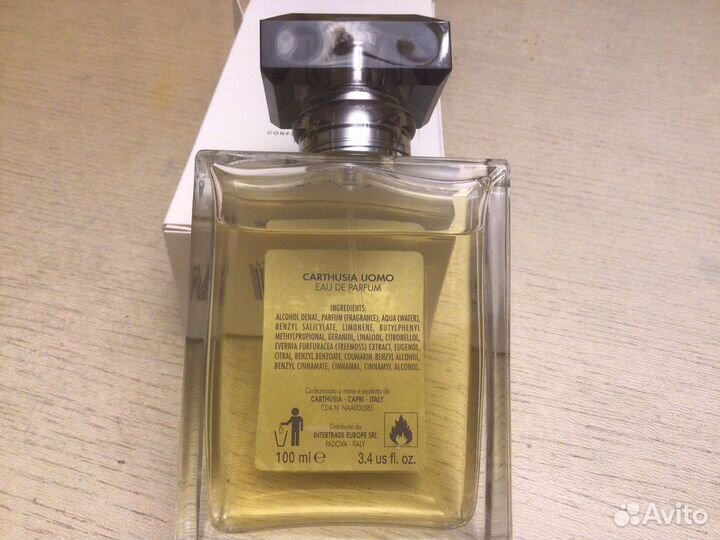 CARTHUSIA UOMO
EAU DE PARFUM
INGREDIENTS:
ALCOHOL DENAT., PARFUM (FRAGRANCE), AQUA (WATER),
BENZYL SALICYLATE, LIMONENE, BUTYLPHENYL
METHYLPROPIONAL, GERANIOL, LINALOOL, CITRONELLOL,
EVERNIA FURFURACEA (TREEMOSS) EXTRACT, EUGENOL,
CITRAL, BENZYL BENZOATE, COUMARIN, BENZYL ALCOHOL,
BENZYL CINNAMATE, CINNAMAL, CINNAMYL ALCOHOL.
Confezionato a mano e prodotto da
CARTHUSIA - CAPRI - ITALY
CDA N. NAA000585
Distribuito da
INTERTRADE EUROPE SRL
PADOVA - ITALY
100 ml ℮ 3.4 us fl. oz.
Avito